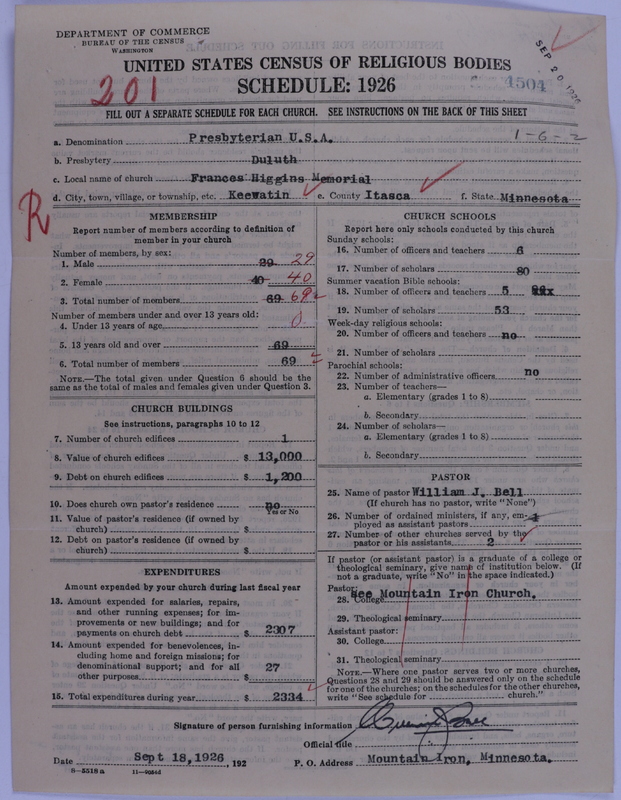 DEPARTMENT OF COMMERCE
BUREAU OF THE CENSUS
WASHINGTON
SEP 20 1926
4504
UNITED STATES CENSUS OF RELIGIOUS BODIES
201
SCHEDULE: 1926
FILL OUT A SEPARATE SCHEDULE FOR EACH CHURCH. SEE INSTRUCTIONS ON THE BACK OF THIS SHEET
a. Denomination Presbyterian U.S.A. 1-6-2
b. Presbytery Duluth
c. Local name of church Frances Higgins Memorial
d. City, town, village, or township, etc. Keewatin e. County Itasca f. State Minnesota
R
MEMBERSHIP
Report number of members according to definition of
member in your church
Number of members, by sex:
1. Male 29 29
2. Female 40 40
3. Total number of members 69 69
Number of members under and over 13 years old:
4. Under 13 years of age 0
5. 13 years old and over 69
6. Total number of members 69
NOTE.—The total given under Question 6 should be
same as the total of males and females given under Question 3.
CHURCH BUILDINGS
See instructions, paragraphs 10 to 12
7. Number of church edifices 1
8. Value of church edifices $ 13,000
9. Debt on church edifices $ 1,200
10. Does church own pastor's residence no
Yes or No
11. Value of pastor's residence (if owned by
church) $
12. Debt on pastor's residence (if owned by
church) $
EXPENDITURES
Amount expended by your church during last fiscal year
13. Amount expended for salaries, repairs,
and other running expenses; for im-
provements or new buildings; and for
payments on church debt $ 2307
14. Amount expended for benevolences, in-
cluding home and foreign missions; for
denominational support; and for all
other purposes $ 27
15. Total expenditures during year $ 2334
CHURCH SCHOOLS
Report here only schools conducted by this church
Sunday schools:
16. Number of officers and teachers 6
17. Number of scholars 80
Summer vacation Bible schools:
18. Number of officers and teachers 5
19. Number of scholars 53
Week-day religious schools:
20. Number of officers and teachers no
21. Number of scholars
Parochial schools:
22. Number of administrative officers no
23. Number of teachers—
a. Elementary (grades 1 to 8)
b. Secondary
24. Number of scholars—
a. Elementary (grades 1 to 8)
b. Secondary
PASTOR
25. Name of pastor William J. Bell
(If church has no pastor, write "None")
26. Number of ordained ministers, if any, em-
ployed as assistant pastors
27. Number of other churches served by the
pastor or his assistants 2
If pastor (or assistant pastor) is a graduate of a college or
theological seminary, give name of institution below. (If
not a graduate, write "No" in the space indicated.)
Pastor: See Mountain Iron Church.
28. College
29. Theological seminary
Assistant pastor:
30. College
31. Theological seminary
NOTE.—Where one pastor serves two or more churches,
Questions 28 and 29 should be answered only on the schedule
for one of the churches; on the schedules for the other churches,
write "See schedule for church."
Signature of person furnishing information
Official title
Date Sept 18,1926, 192 P. O. Address Mountain Iron, Minnesota.
8-5518a 11-90544